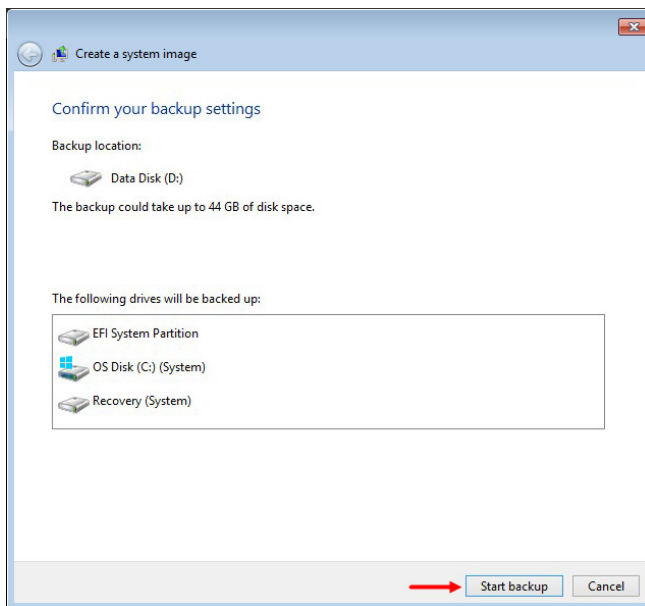 Create a system image
Confirm your backup settings
Backup location:
Data Disk (D:)
The backup could take up to 44 GB of disk space.
The following drives will be backed up:
EFI System Partition
OS Disk (C:) (System)
Recovery (System)
Start backup Cancel